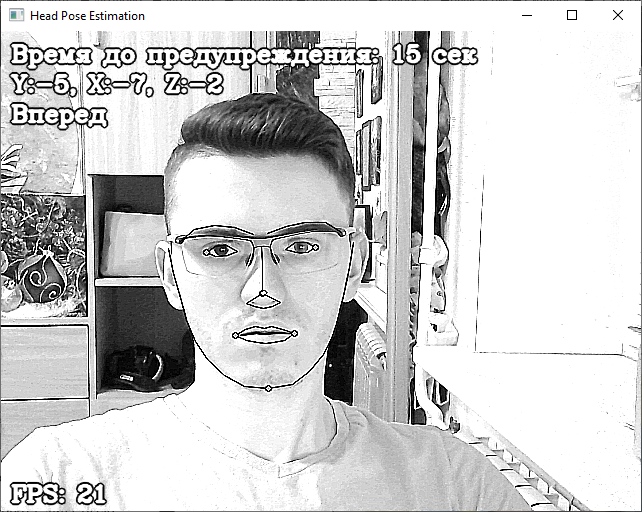 Head Pose Estimation
Время до предупреждения: 15 сек
Y:-5, X:-7, Z:-2
Вперед
FPS: 21